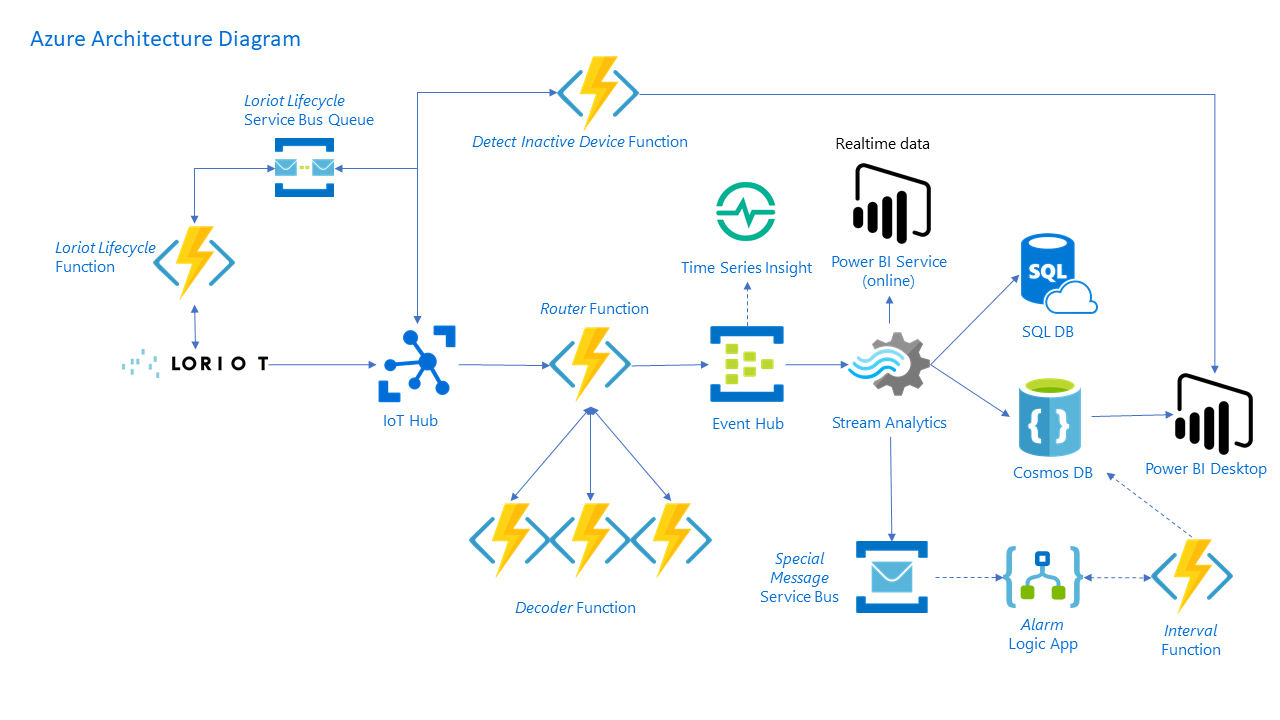 Azure Architecture Diagram
Loriot Lifecycle
Service Bus Queue
Detect Inactive Device Function
Realtime data
Loriot Lifecycle
Function
Time Series Insight
Power BI Service
(online)
SQL
SQL DB
Router Function
LORIOT
IoT Hub
Event Hub
Stream Analytics
Cosmos DB
Power BI Desktop
Decoder Function
Special
Message
Service Bus
Alarm
Logic App
Interval
Function